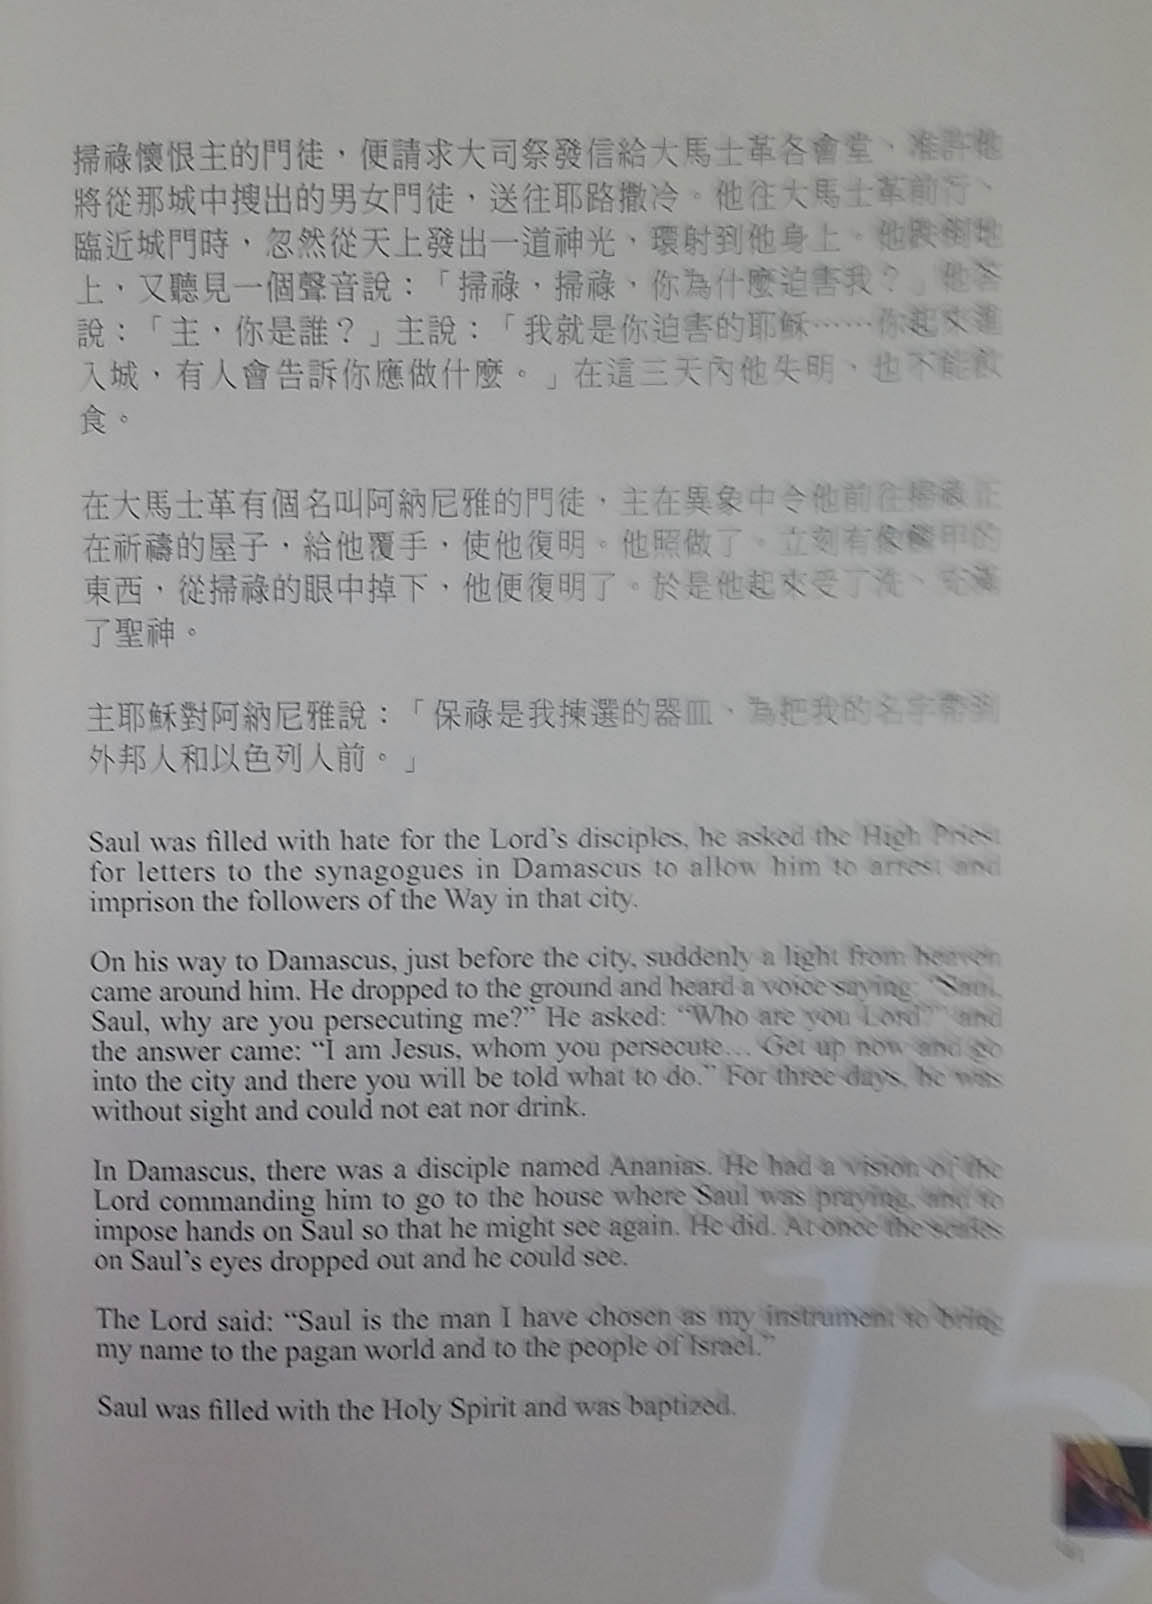 掃祿懷恨主的門徒，便請求大司祭發信給大馬士革各會堂、准許他
將從那城中搜出的男女門徒，送往耶路撒冷。他往大馬士革前行、
臨近城門時，忽然從天上發出一道神光，環射到他身上。他跌倒地
上，又聽見一個聲音說：「掃祿，掃祿，你為什麼迫害我？」他答
說：「主，你是誰？」主說：「我就是你迫害的耶穌……你起來進
入城，有人會告訴你應做什麼。」在這三天內他失明、也不能飲
食。
在大馬士革有個名叫阿納尼雅的門徒，主在異象中令他前往掃祿正
在祈禱的屋子，給他覆手，使他復明。他照做了。立刻有像鱗甲的
東西，從掃祿的眼中掉下，他便復明了。於是他起來受了洗、充滿
了聖神。
主耶穌對阿納尼雅說：「保祿是我揀選的器皿、為把我的名字帶到
外邦人和以色列人前。」
Saul was filled with hate for the Lord’s disciples, he asked the High Priest
for letters to the synagogues in Damascus to allow him to arrest and
imprison the followers of the Way in that city.
On his way to Damascus, just before the city, suddenly a light from heaven
came around him. He dropped to the ground and heard a voice saying: “Saul,
Saul, why are you persecuting me?” He asked: “Who are you Lord?” and
the answer came: “I am Jesus, whom you persecute… Get up now and go
into the city and there you will be told what to do.” For three days, he was
without sight and could not eat nor drink.
In Damascus, there was a disciple named Ananias. He had a vision of the
Lord commanding him to go to the house where Saul was praying, and to
impose hands on Saul so that he might see again. He did. At once the scales
on Saul’s eyes dropped out and he could see.
The Lord said: “Saul is the man I have chosen as my instrument to bring
my name to the pagan world and to the people of Israel.”
Saul was filled with the Holy Spirit and was baptized.
15